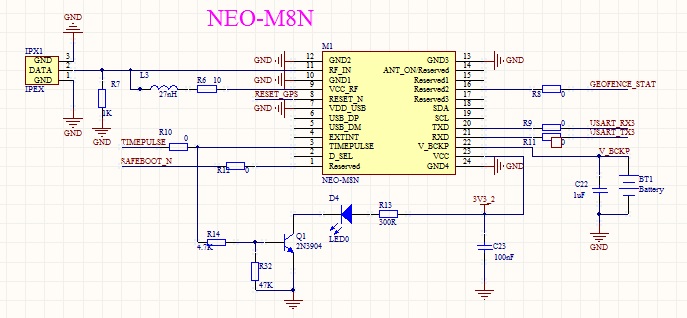 NEO-M8N
GND
IPX1
GND 3
DATA 2
GND 1
IPEX
GND
R7
1K
GND
L3
27nH
R6 10
GND
GND
RESET_GPS
GND
M1
12 GND2 GND3 13
11 RF_IN ANT_ON/Reserved 14
10 GND1 Reserved1 15
9 VCC_RF Reserved2 16
8 RESET_N Reserved3 17
7 VDD_USB SDA 18
6 USB_DP SCL 19
5 USB_DM TXD 20
4 EXTINT RXD 21
3 TIMEPULSE V_BCKP 22
2 D_SEL VCC 23
1 Reserved GND4 24
NEO-M8N
GND
GND
R8 0
GEOFENCE_STAT
R9 0
USART_RX3
R11 0
USART_TX3
V_BCKP
C22
1uF
BT1
Battery
GND
R10
TIMEPULSE 0
SAFEBOOT_N
0
D4
LED0
R13
300R
3V3_2
C23
100nF
R14
4.7K
Q1
2N3904
R32
47K